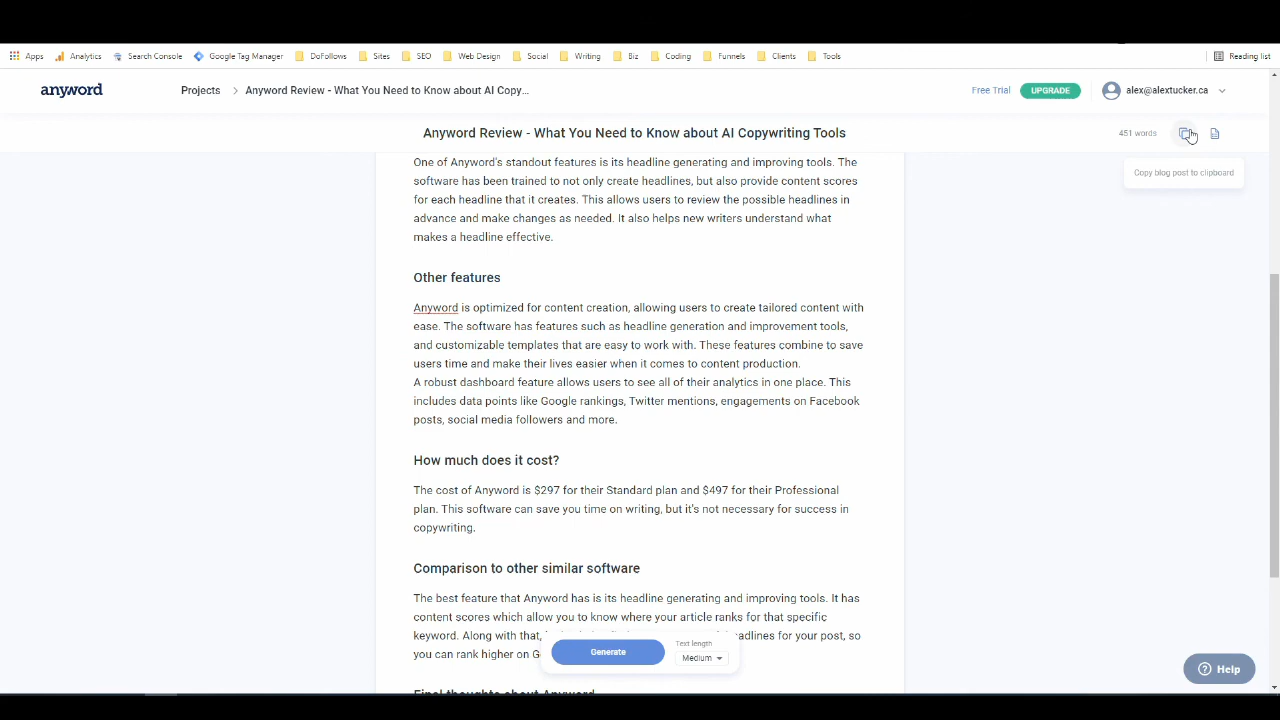 Apps Analytics Search Console Google Tag Manager DoFollows Sites SEO Web Design Social Writing Biz Coding Funnels Clients Tools Reading list
anyword Projects > Anyword Review - What You Need to Know about AI Copy... Free Trial UPGRADE alex@alextucker.ca
Anyword Review - What You Need to Know about AI Copywriting Tools 451 words
Copy blog post to clipboard
One of Anyword's standout features is its headline generating and improving tools. The
software has been trained to not only create headlines, but also provide content scores
for each headline that it creates. This allows users to review the possible headlines in
advance and make changes as needed. It also helps new writers understand what
makes a headline effective.
Other features
Anyword is optimized for content creation, allowing users to create tailored content with
ease. The software has features such as headline generation and improvement tools,
and customizable templates that are easy to work with. These features combine to save
users time and make their lives easier when it comes to content production.
A robust dashboard feature allows users to see all of their analytics in one place. This
includes data points like Google rankings, Twitter mentions, engagements on Facebook
posts, social media followers and more.
How much does it cost?
The cost of Anyword is $297 for their Standard plan and $497 for their Professional
plan. This software can save you time on writing, but it's not necessary for success in
copywriting.
Comparison to other similar software
The best feature that Anyword has is its headline generating and improving tools. It has
content scores which allow you to know where your article ranks for that specific
keyword. Along with that, headlines for your post, so
you can rank higher on G
Generate
Text length
Medium
Help
Final thoughts about Anyword